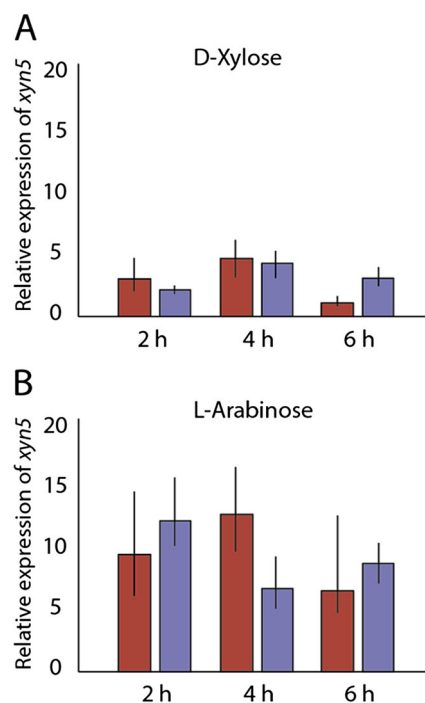 A
D-Xylose
Relative expression of xyn5
20
15
10
5
0
2 h 4 h 6 h
B
L-Arabinose
Relative expression of xyn5
20
15
10
5
0
2 h 4 h 6 h